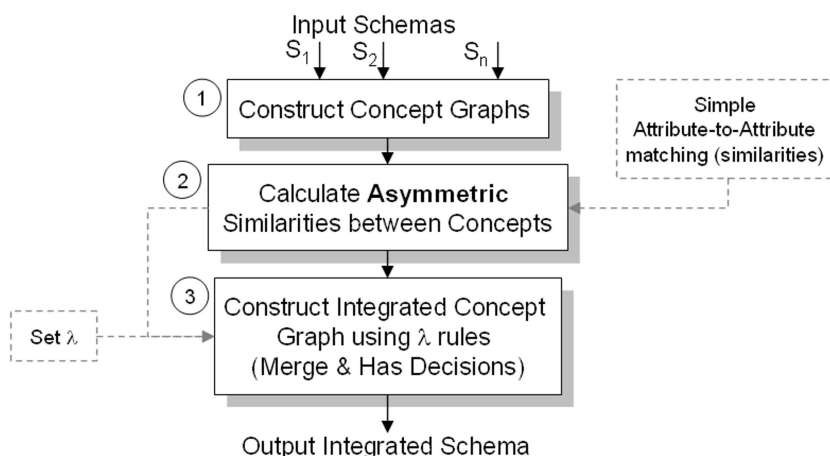 Input Schemas
S1 S2 Sn
1
Construct Concept Graphs
Simple
Attribute-to-Attribute
matching (similarities)
2
Calculate Asymmetric
Similarities between Concepts
3
Construct Integrated Concept
Graph using λ rules
(Merge & Has Decisions)
Set λ
Output Integrated Schema